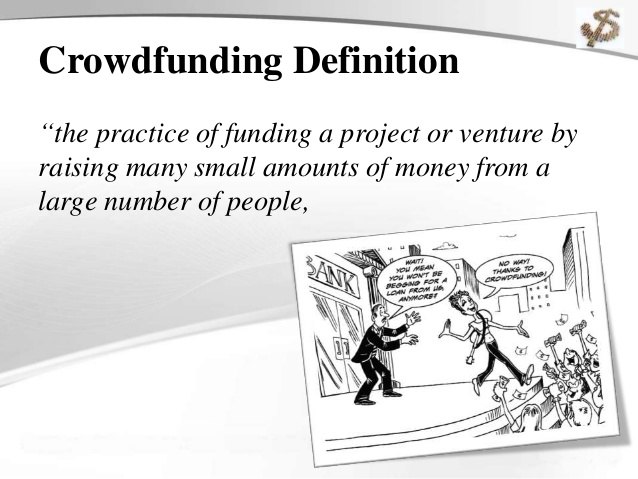 Crowdfunding Definition
“the practice of funding a project or venture by
raising many small amounts of money from a
large number of people,
BANK
WAIT!
YOU MEAN
YOU WON'T BE
BEGGING FOR A
LOAN FROM US,
ANYMORE?
NO WAY!
THANKS TO
CROWDFUNDING!